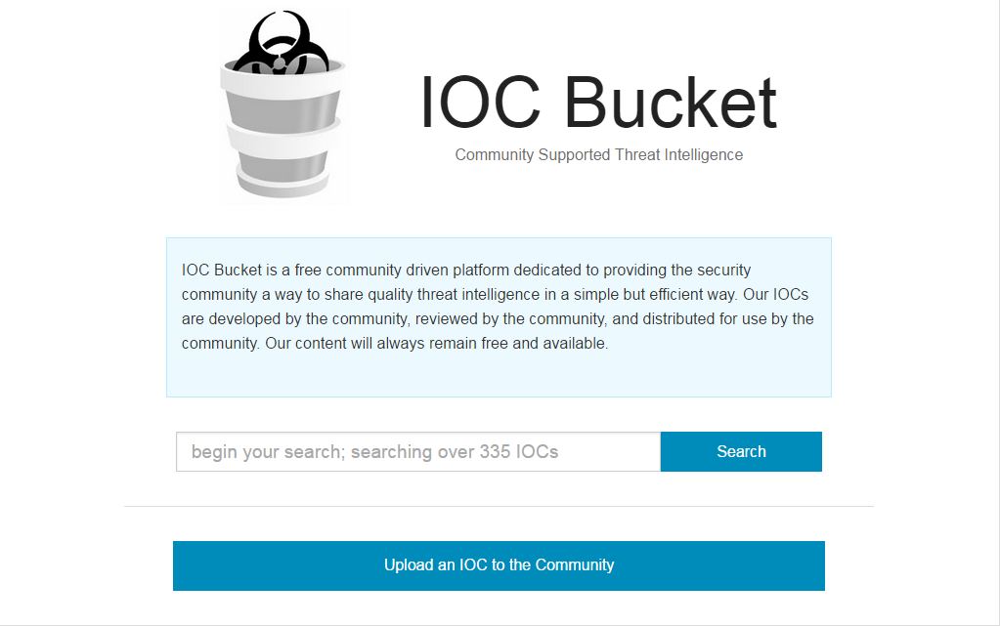 IOC Bucket
Community Supported Threat Intelligence
IOC Bucket is a free community driven platform dedicated to providing the security
community a way to share quality threat intelligence in a simple but efficient way. Our IOCs
are developed by the community, reviewed by the community, and distributed for use by the
community. Our content will always remain free and available.
begin your search; searching over 335 IOCs
Search
Upload an IOC to the Community